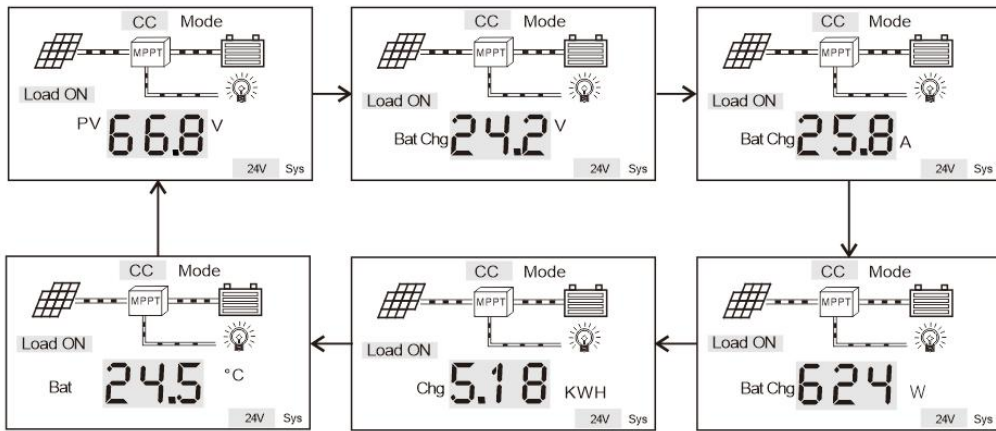 CC Mode
MPPT
Load ON
PV 66.8 V
24V Sys
CC Mode
MPPT
Load ON
Bat Chg 24.2 V
24V Sys
CC Mode
MPPT
Load ON
Bat Chg 25.8 A
24V Sys
CC Mode
MPPT
Load ON
Bat 24.5 °C
24V Sys
CC Mode
MPPT
Load ON
Chg 5.18 KWH
24V Sys
CC Mode
MPPT
Load ON
Bat Chg 624 W
24V Sys